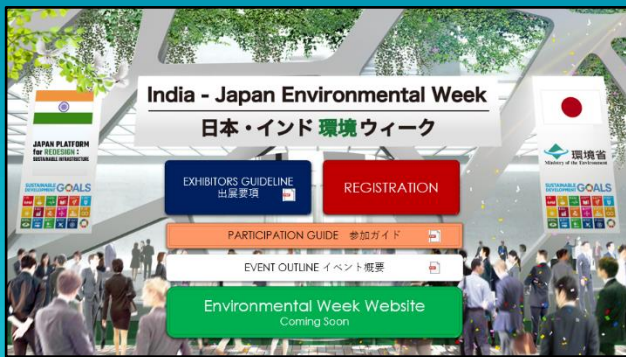 India - Japan Environmental Week
日本・インド 環境ウィーク
JAPAN PLATFORM
for REDESIGN :
SUSTAINABLE INFRASTRUCTURE
SUSTAINABLE
DEVELOPMENT GOALS
環境省
Ministry of the Environment
SUSTAINABLE
DEVELOPMENT GOALS
EXHIBITORS GUIDELINE
出展要項
REGISTRATION
PARTICIPATION GUIDE 参加ガイド
EVENT OUTLINE イベント概要
Environmental Week Website
Coming Soon